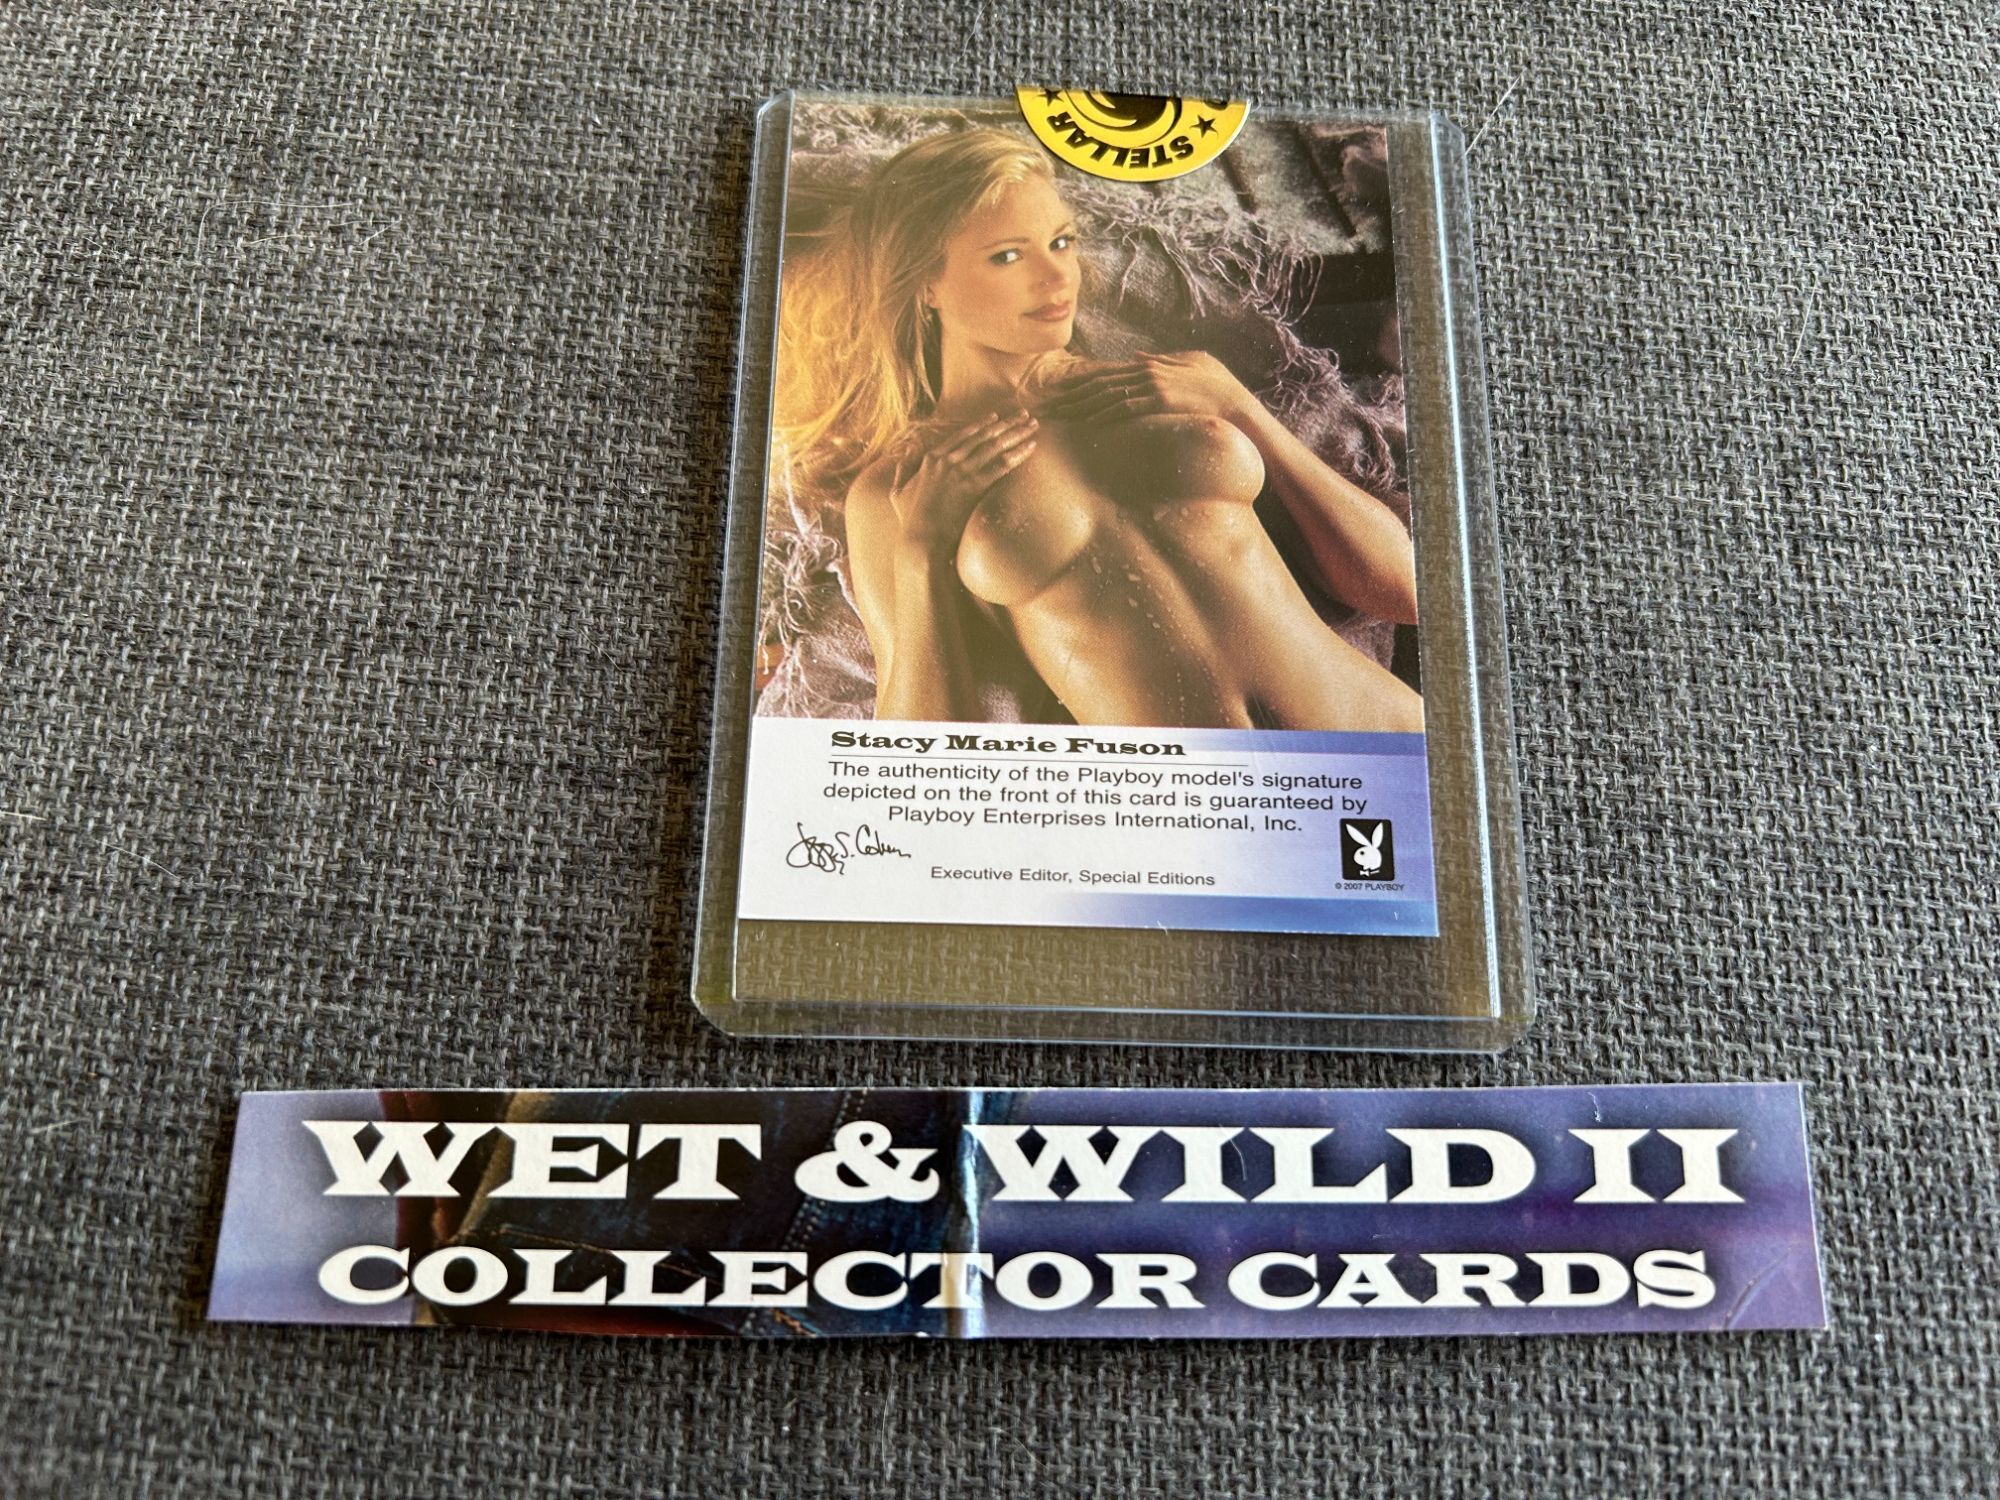 STELLAR
Stacy Marie Fuson
The authenticity of the Playboy model's signature
depicted on the front of this card is guaranteed by
Playboy Enterprises International, Inc.
Executive Editor, Special Editions
© 2007 PLAYBOY
WET & WILD II
COLLECTOR CARDS